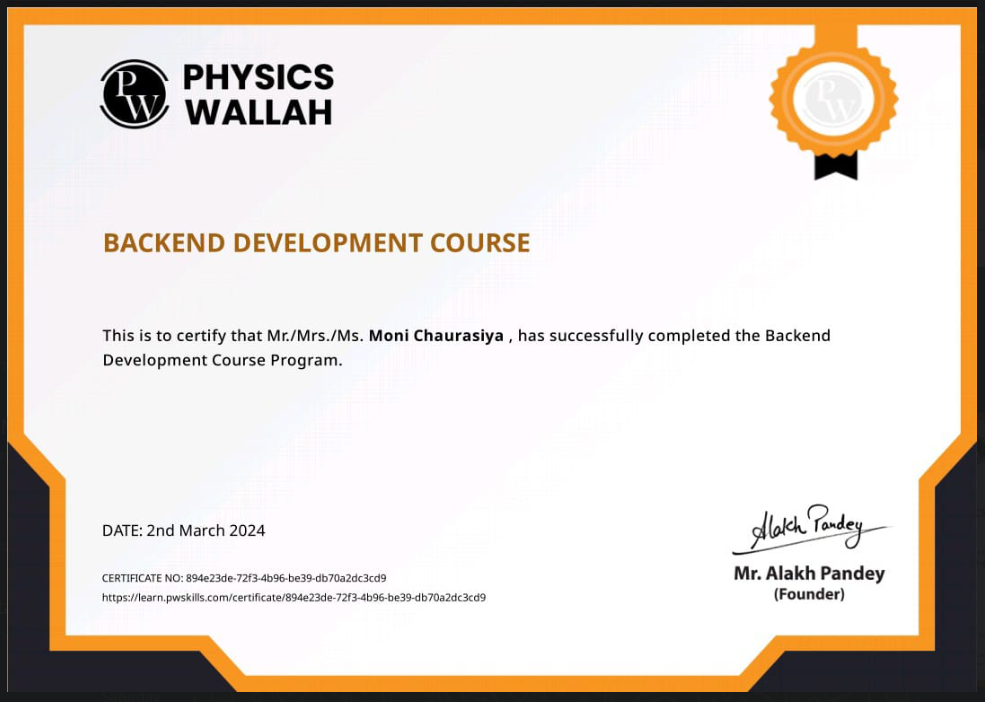 PW PHYSICS
WALLAH
PW
BACKEND DEVELOPMENT COURSE
This is to certify that Mr./Mrs./Ms. Moni Chaurasiya , has successfully completed the Backend
Development Course Program.
DATE: 2nd March 2024
CERTIFICATE NO: 894e23de-72f3-4b96-be39-db70a2dc3cd9
https://learn.pwskills.com/certificate/894e23de-72f3-4b96-be39-db70a2dc3cd9
Alakh Pandey
Mr. Alakh Pandey
(Founder)